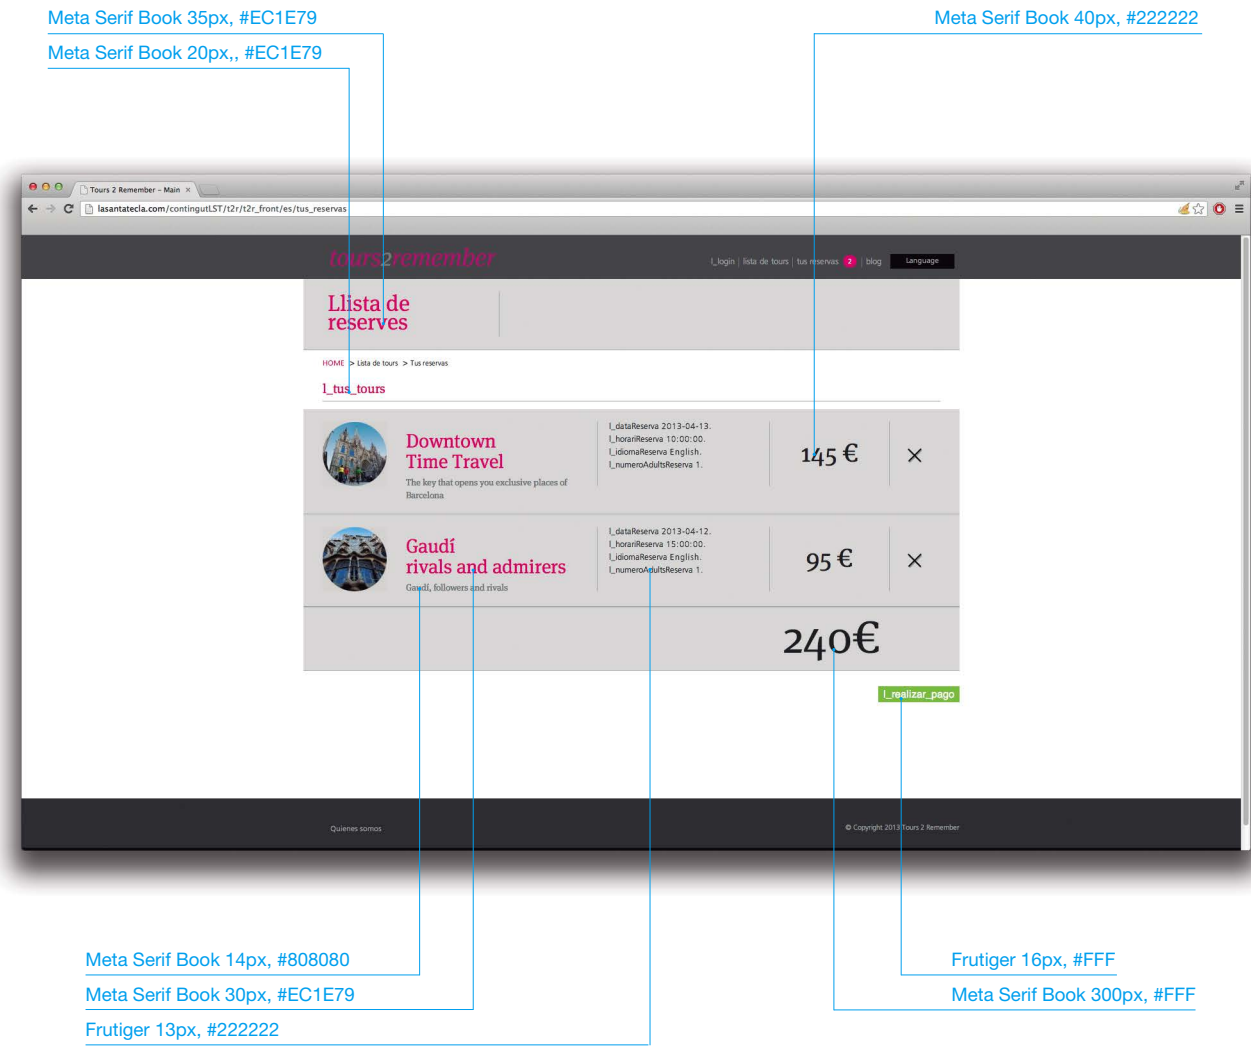 Meta Serif Book 35px, #EC1E79
Meta Serif Book 40px, #222222
Meta Serif Book 20px,, #EC1E79
Tours 2 Remember – Main ×
lasantatecla.com/contingutLST/t2r/t2r_front/es/tus_reservas
tours2remember
l_login | lista de tours | tus reservas 2 | blog Language
Llista de
reserves
HOME > Lista de tours > Tus reservas
l_tus_tours
Downtown
Time Travel
The key that opens you exclusive places of
Barcelona
l_dataReserva 2013-04-13.
l_horariReserva 10:00:00.
l_idiomaReserva English.
l_numeroAdultsReserva 1.
145 €
Gaudí
rivals and admirers
Gaudí, followers and rivals
l_dataReserva 2013-04-12.
l_horariReserva 15:00:00.
l_idiomaReserva English.
l_numeroAdultsReserva 1.
95 €
240€
l_realizar_pago
Quienes somos
© Copyright 2013 Tours 2 Remember
Meta Serif Book 14px, #808080
Frutiger 16px, #FFF
Meta Serif Book 30px, #EC1E79
Meta Serif Book 300px, #FFF
Frutiger 13px, #222222